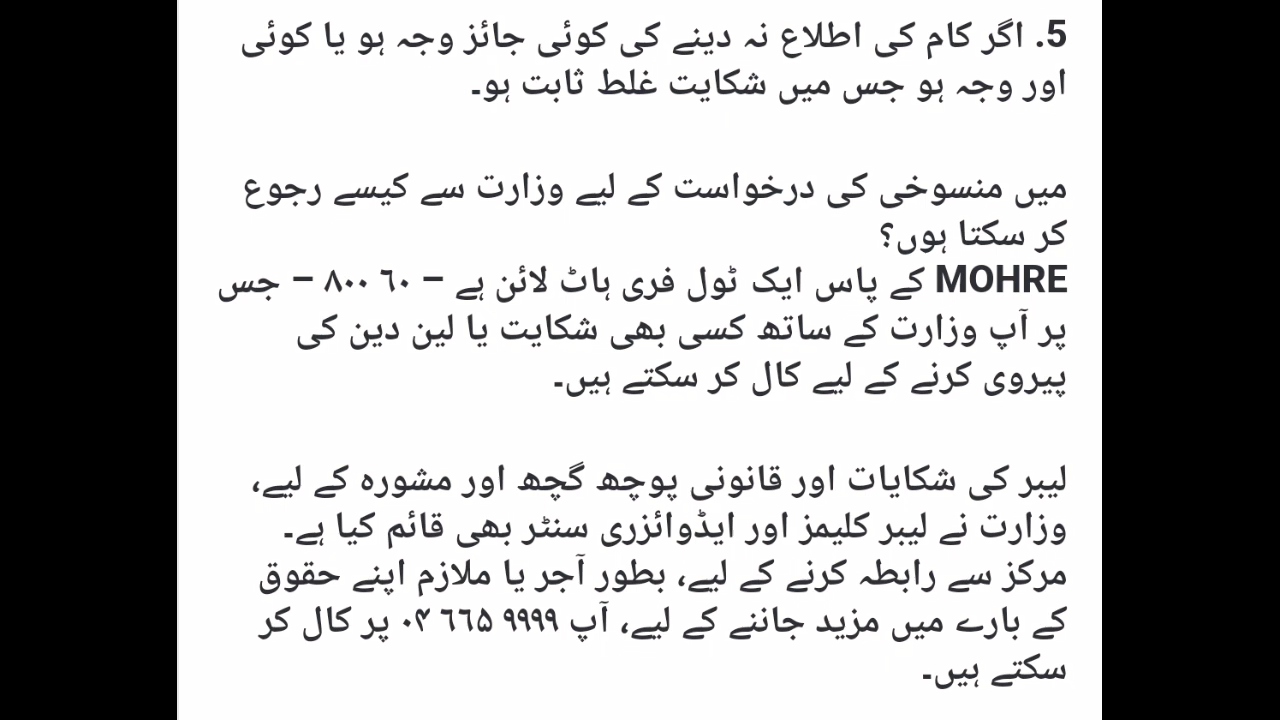 5. اگر کام کی اطلاع نہ دینے کی کوئی جائز وجہ ہو یا کوئی
اور وجہ ہو جس میں شکایت غلط ثابت ہو۔
میں منسوخی کی درخواست کے لیے وزارت سے کیسے رجوع
کر سکتا ہوں؟
MOHRE کے پاس ایک ٹول فری ہاٹ لائن ہے – ٦٠ ٨٠٠ – جس
پر آپ وزارت کے ساتھ کسی بھی شکایت یا لین دین کی
پیروی کرنے کے لیے کال کر سکتے ہیں۔
لیبر کی شکایات اور قانونی پوچھ گچھ اور مشورہ کے لیے،
وزارت نے لیبر کلیمز اور ایڈوائزری سنٹر بھی قائم کیا ہے۔
مرکز سے رابطہ کرنے کے لیے، بطور آجر یا ملازم اپنے حقوق
کے بارے میں مزید جاننے کے لیے، آپ ٩٩٩٩ ٦٦۵ ٠۴ پر کال کر
سکتے ہیں۔